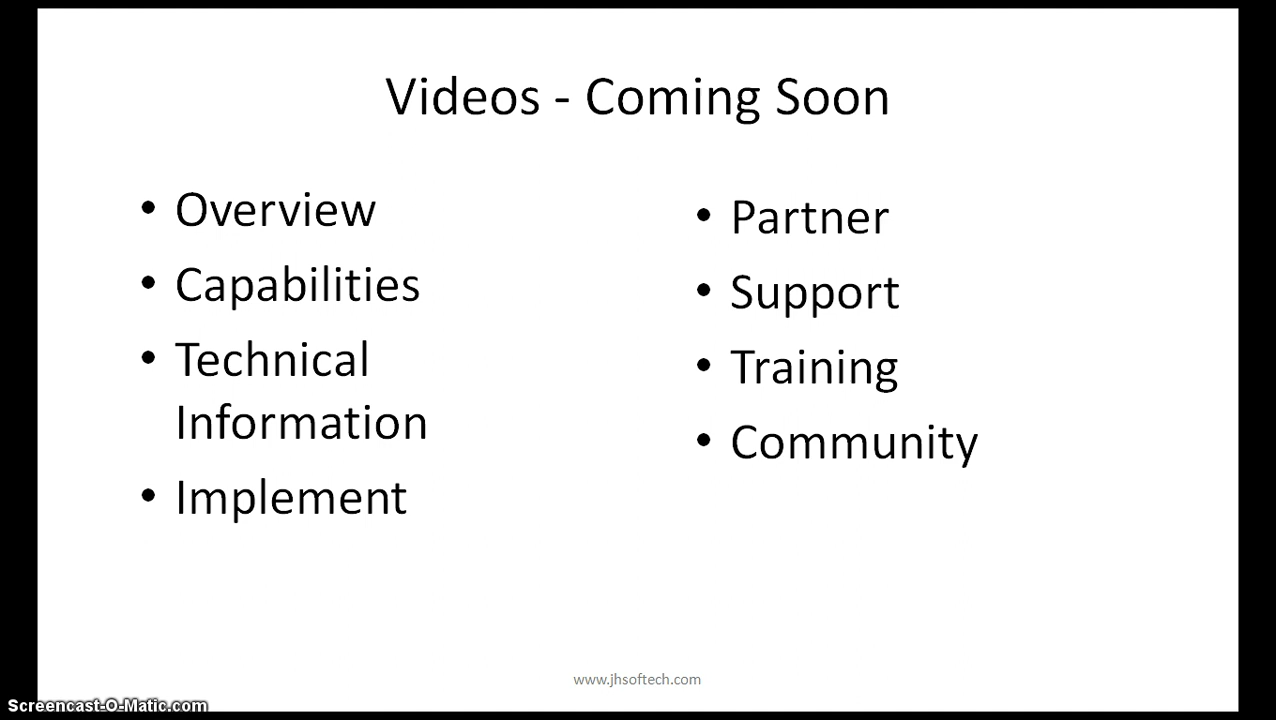 Videos - Coming Soon
• Overview
• Capabilities
• Technical
Information
• Implement
• Partner
• Support
• Training
• Community
www.jhsoftech.com
Screencast-O-Matic.com